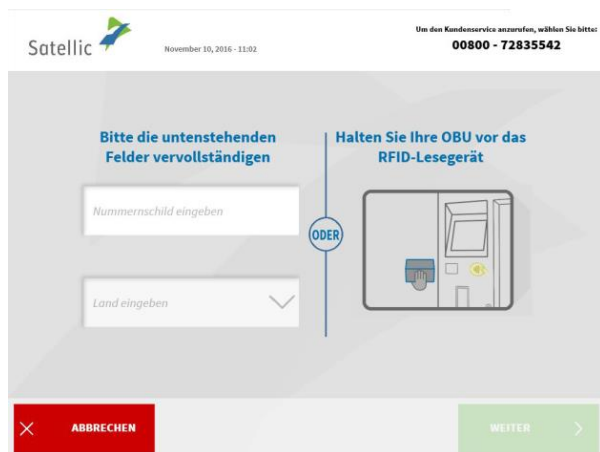 Satellic
November 10, 2016 - 11:02
Um den Kundenservice anzurufen, wählen Sie bitte:
00800 - 72835542
Bitte die untenstehenden
Felder vervollständigen
Nummernschild eingeben
Land eingeben
ODER
Halten Sie Ihre OBU vor das
RFID-Lesegerät
ABBRECHEN
WEITER